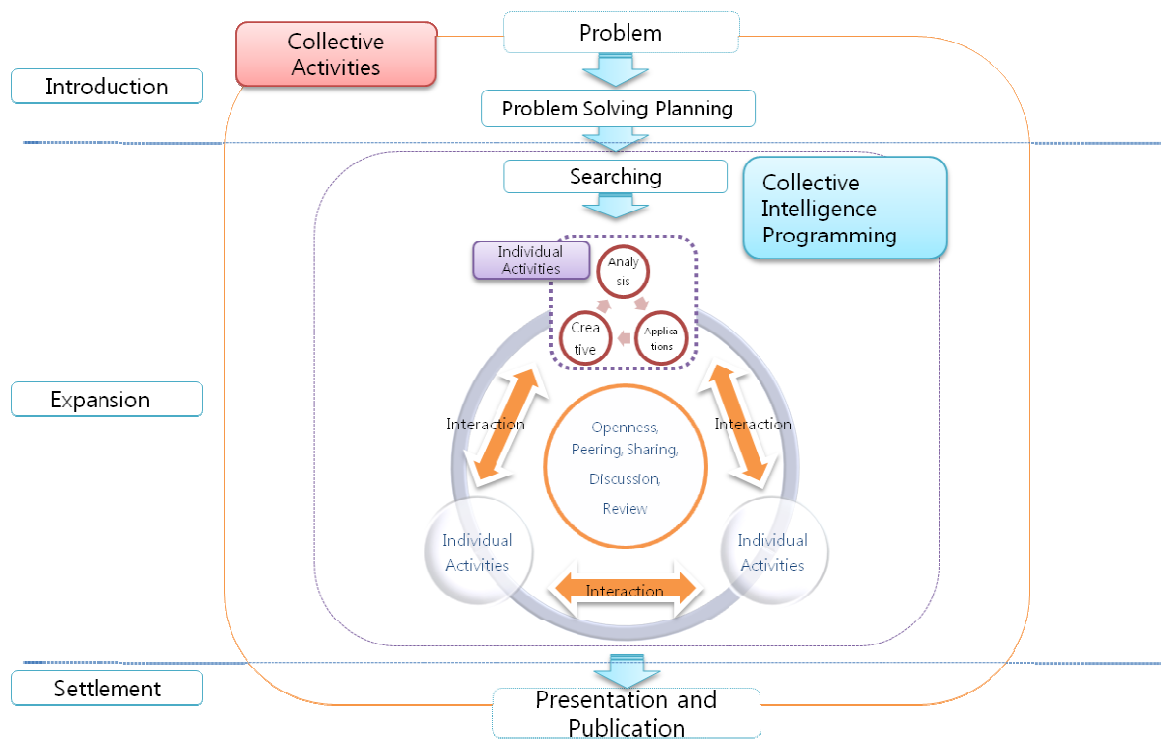 Problem
Collective
Activities
Introduction
Problem Solving Planning
Searching
Collective
Intelligence
Programming
Individual
Activities
Analy
sis
Crea
tive
Applica
tions
Expansion
Interaction
Interaction
Openness,
Peering, Sharing,
Discussion,
Review
Individual
Activities
Individual
Activities
Interaction
Settlement
Presentation and
Publication